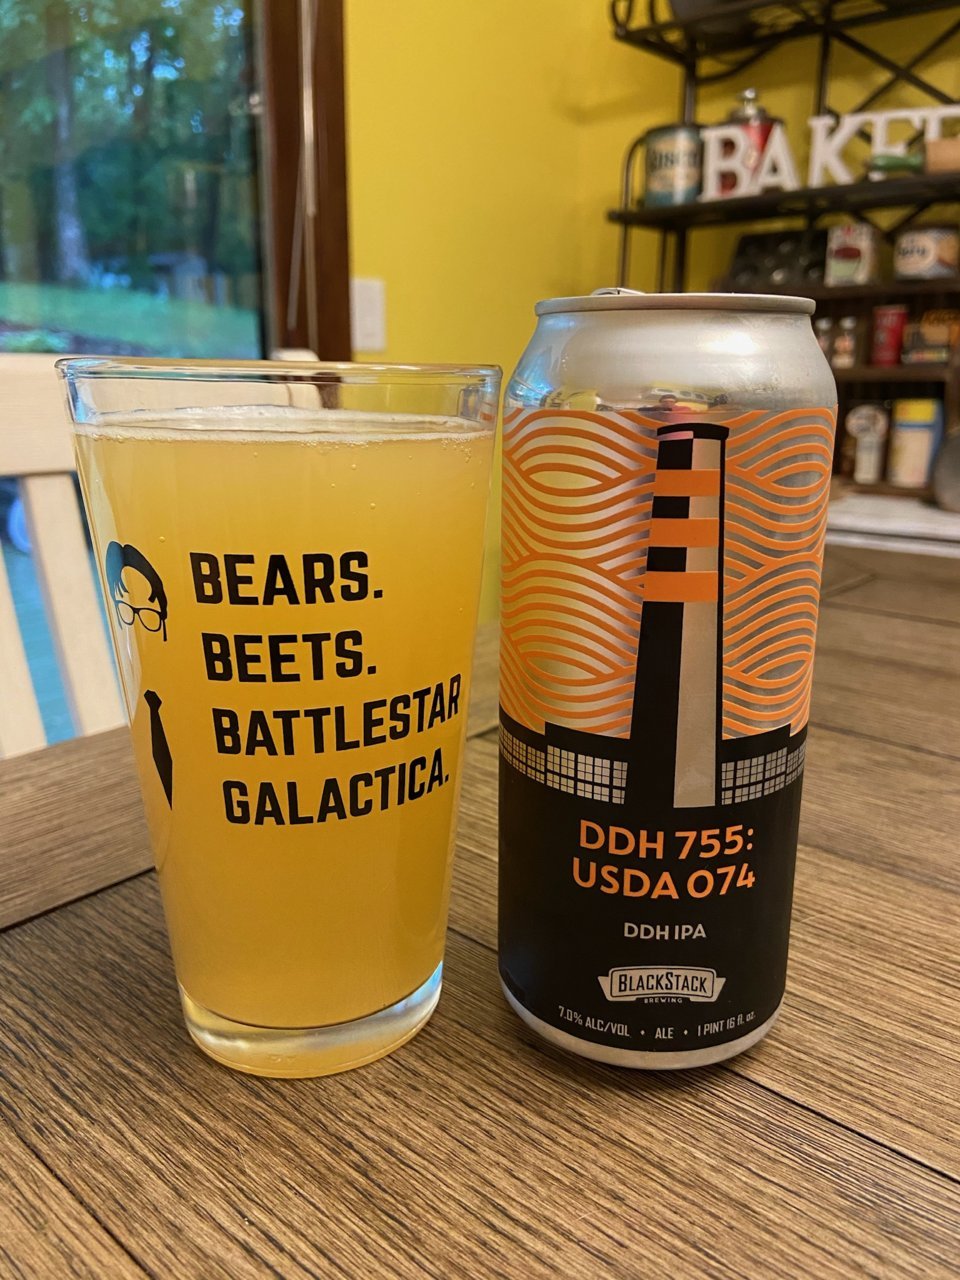 BAKE
BEARS.
BEETS.
BATTLESTAR
GALACTICA.
DDH 755:
USDA 074
DDH IPA
BLACKSTACK
BREWING
7.0% ALC/VOL • ALE • 1 PINT 16 fl. oz.